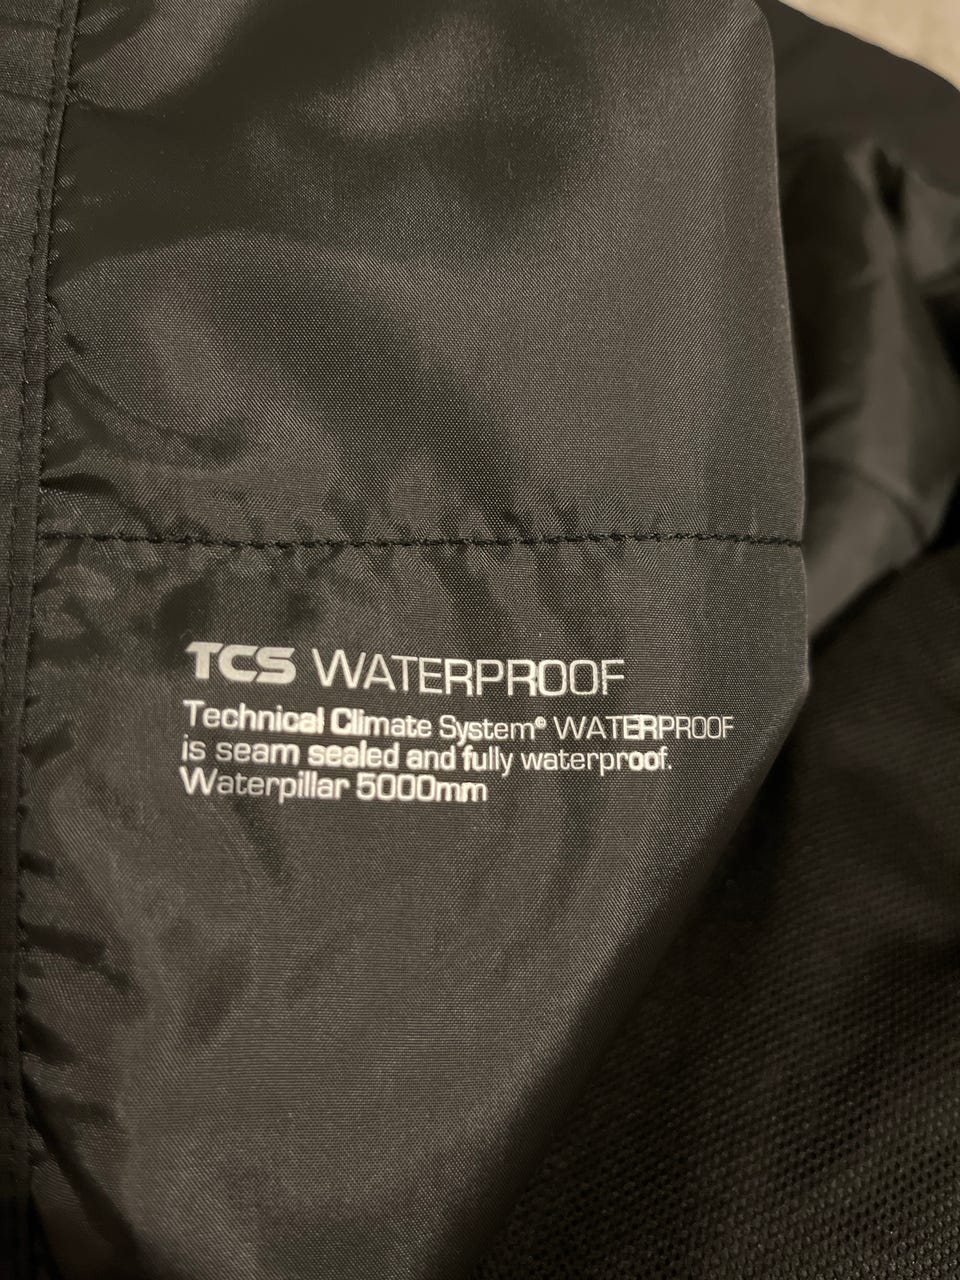 TCS WATERPROOF
Technical Climate System® WATERPROOF
is seam sealed and fully waterproof.
Waterpillar 5000mm